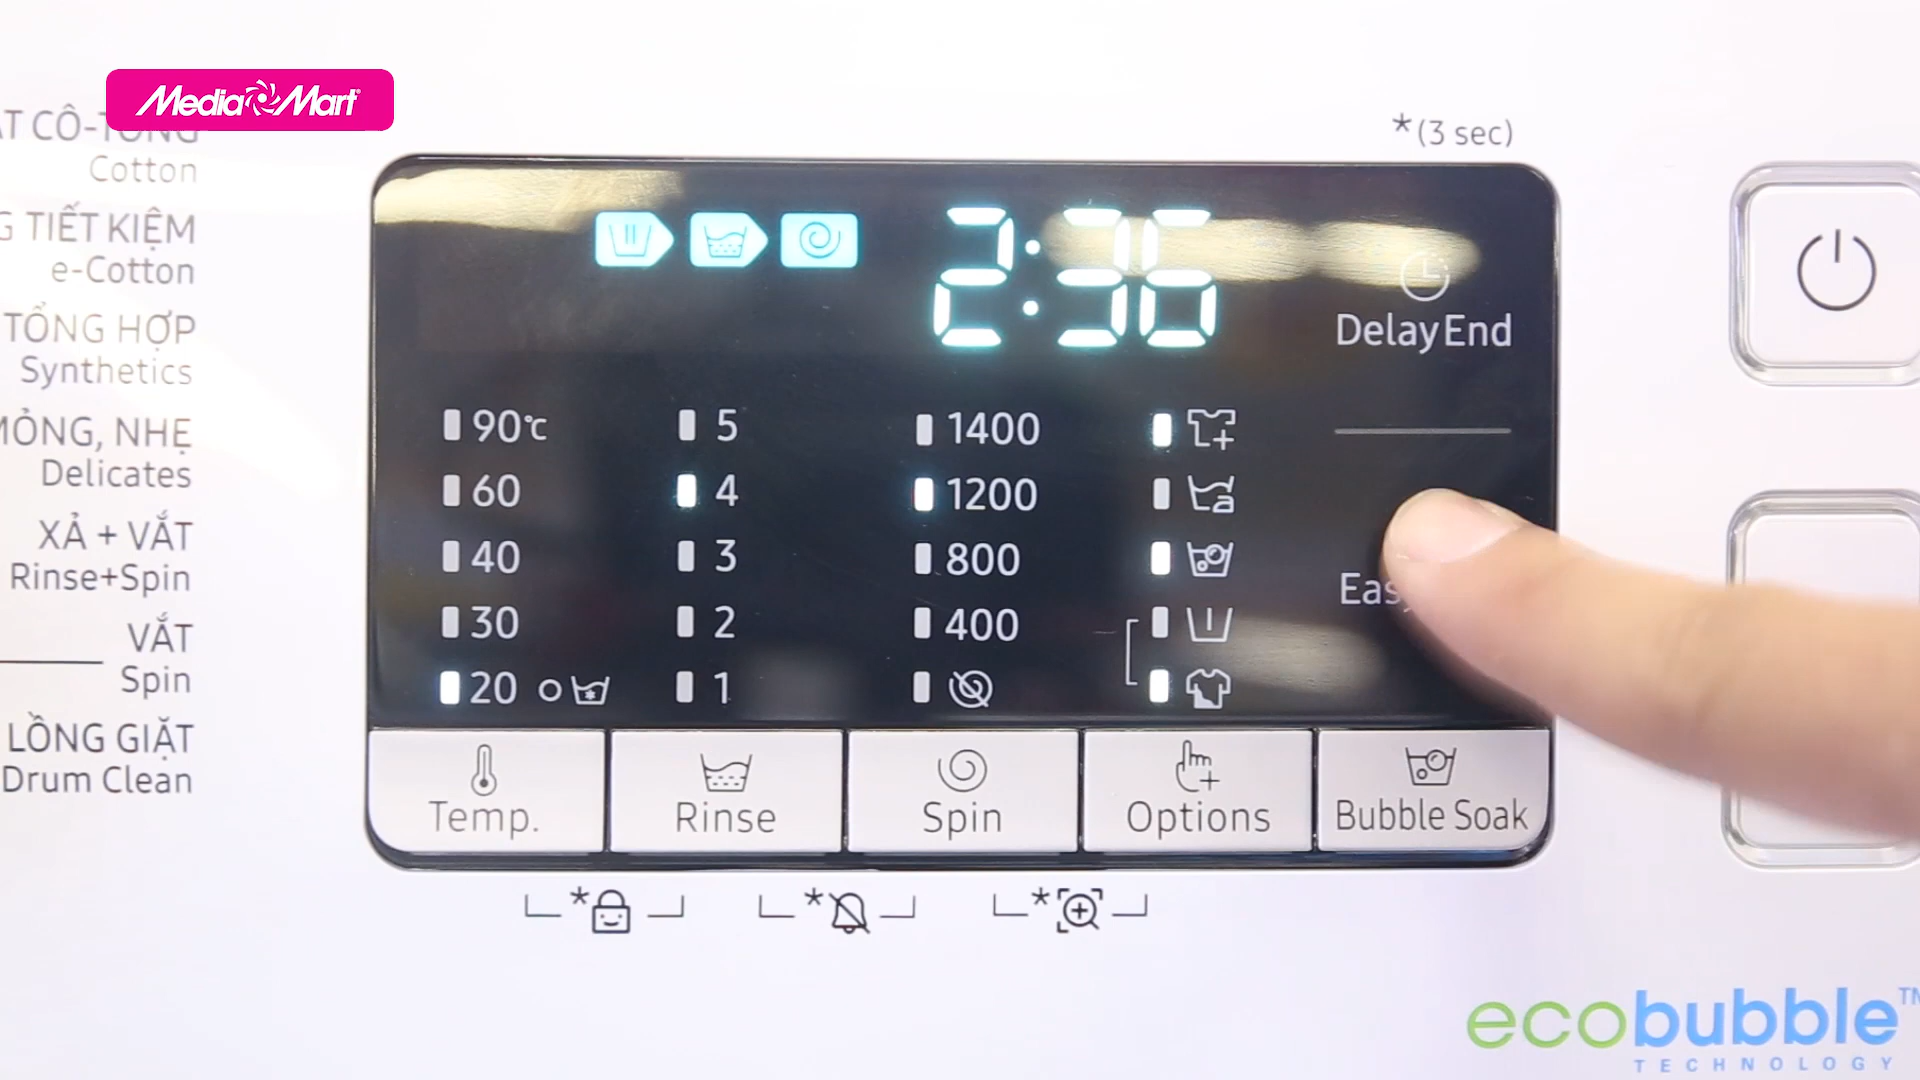 Media Mart
Cotton
TIẾT KIỆM
e-Cotton
TỔNG HỢP
Synthetics
MỎNG, NHẸ
Delicates
XẢ + VẮT
Rinse+Spin
VẮT
Spin
LỒNG GIẶT
Drum Clean
*(3 sec)
2:36
Delay End
90°C 5 1400
60 4 1200
40 3 800
30 2 400
20 1
Temp. Rinse Spin Options Bubble Soak
* * *
ecobubble™
TECHNOLOGY